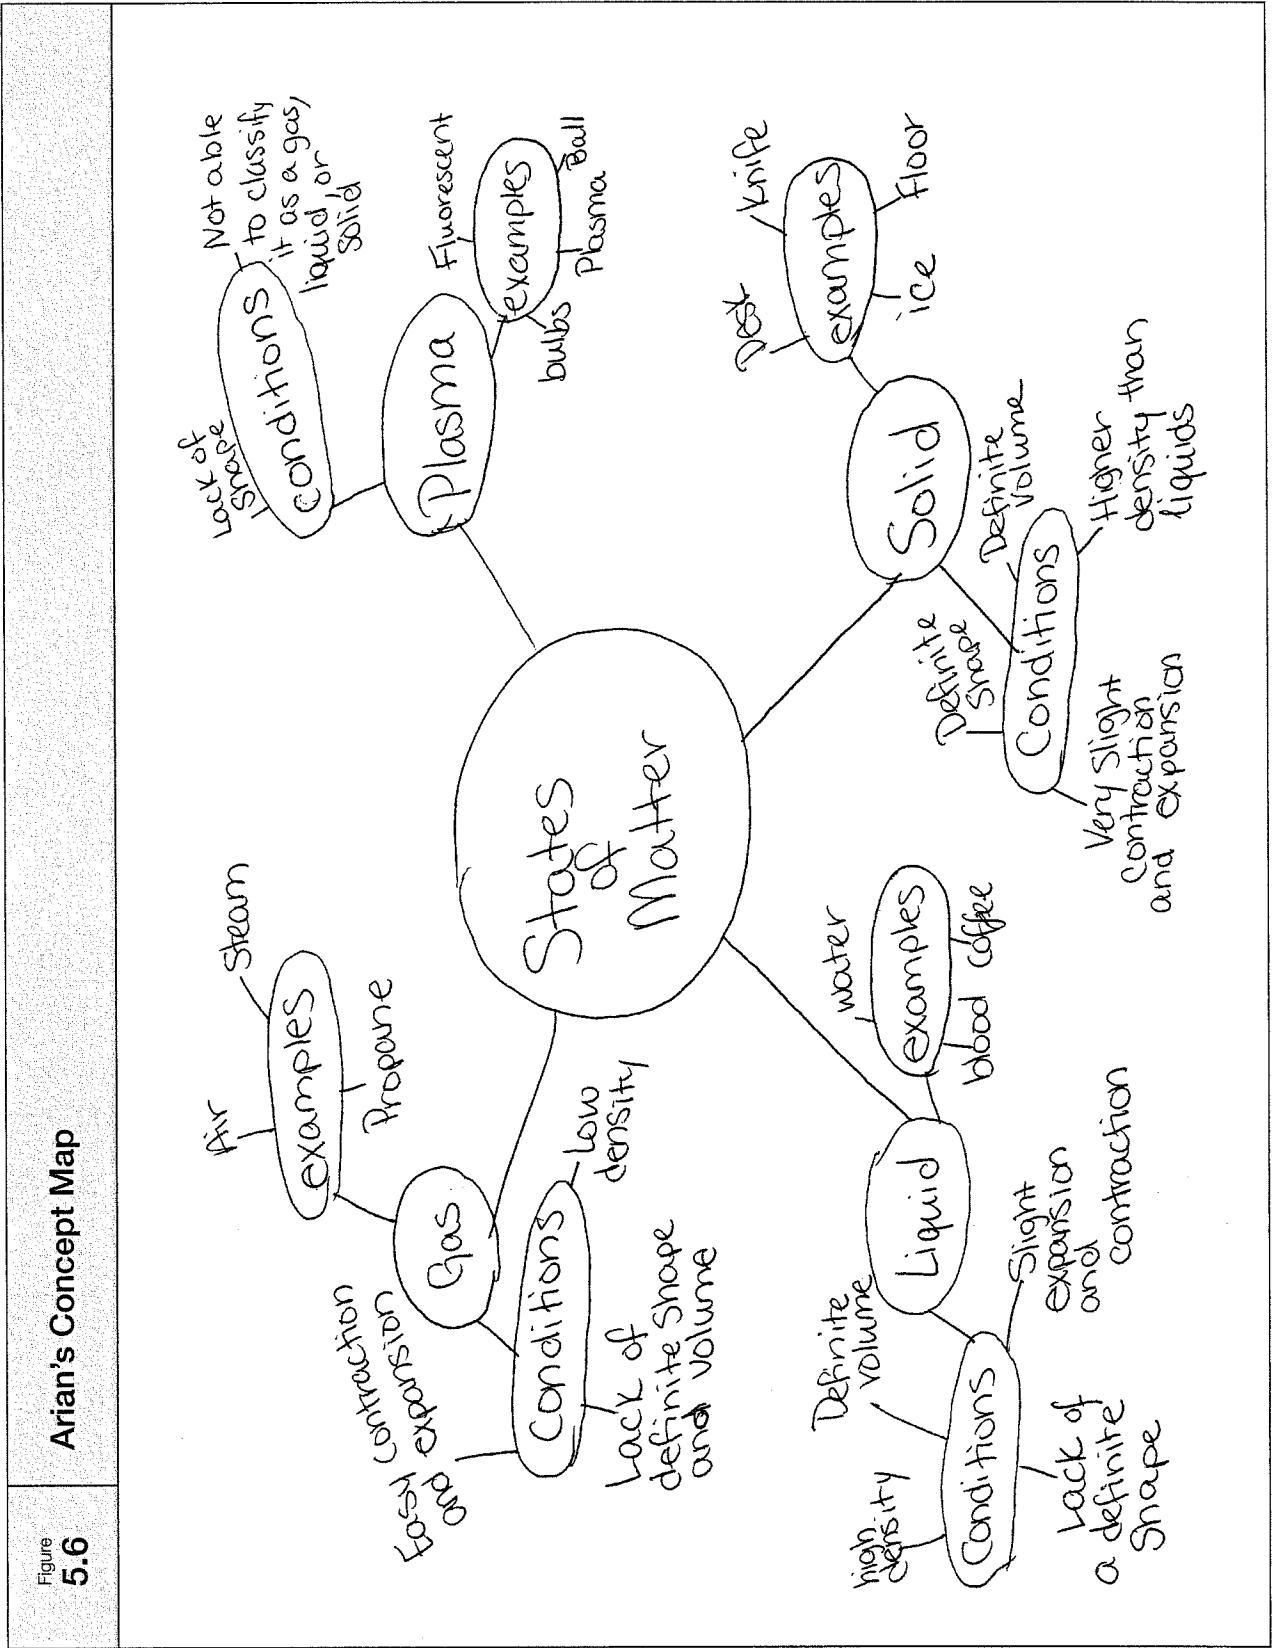 Figure
5.6
Arian's Concept Map
States
of
Matter
Gas
examples
Air
Steam
Propane
Conditions
Easy contraction
and expansion
Low
density
Lack of
definite shape
and volume
Plasma
conditions
Lack of
shape
Not able
to classify
it as a gas,
liquid, or
solid
examples
Fluorescent
bulbs
Plasma
Ball
Liquid
examples
water
blood
coffee
Conditions
high
density
Definite
volume
Slight
expansion
and
contraction
Lack of
a definite
Shape
Solid
examples
Knife
ice
Floor
Conditions
Definite
Shape
Definite
Volume
Very Slight
contraction
and expansion
Higher
density than
liquids